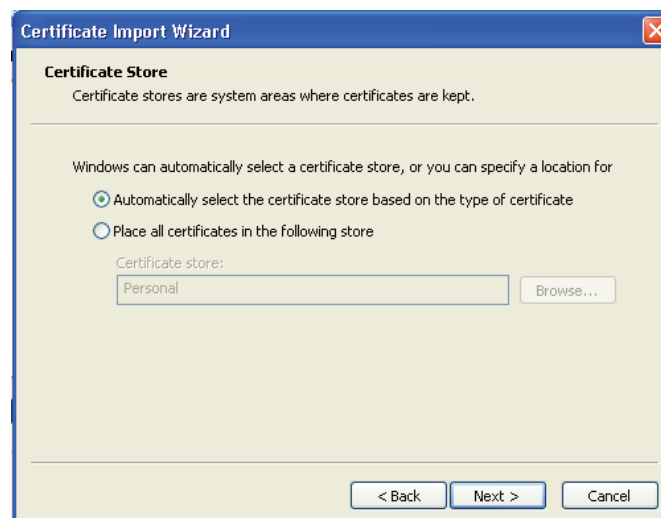 Certificate Import Wizard
Certificate Store
Certificate stores are system areas where certificates are kept.
Windows can automatically select a certificate store, or you can specify a location for
Automatically select the certificate store based on the type of certificate
Place all certificates in the following store
Certificate store:
Personal
Browse...
< Back
Next >
Cancel